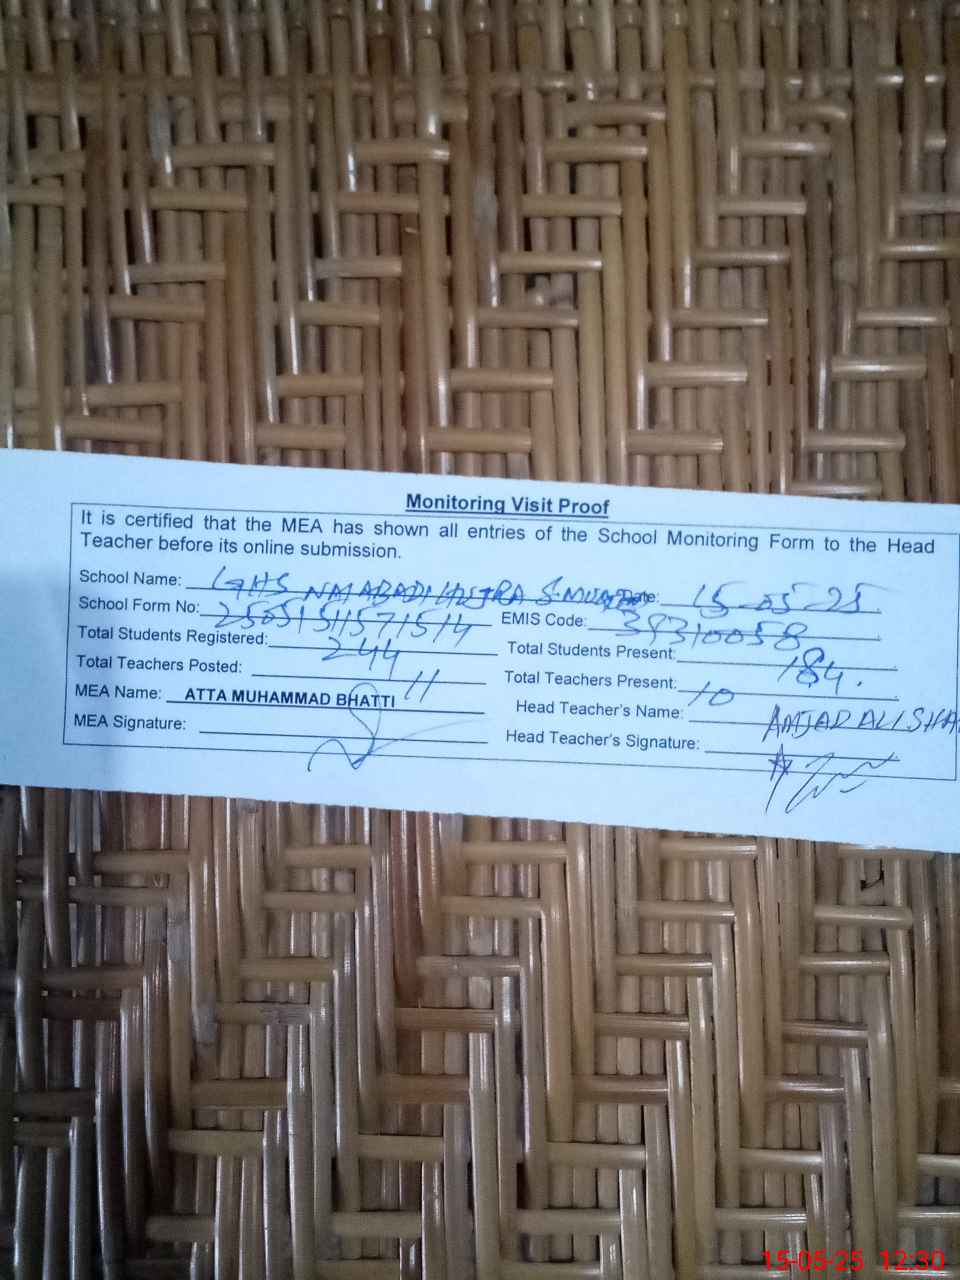 Monitoring Visit Proof
It is certified that the MEA has shown all entries of the School Monitoring Form to the Head
Teacher before its online submission.
School Name: GHS Date: 15-05-25
School Form No: EMIS Code: 38310058
Total Students Registered: 244 Total Students Present: 184.
Total Teachers Posted: 11 Total Teachers Present: 10
MEA Name: ATTA MUHAMMAD BHATTI Head Teacher's Name: AMJAD ALI SHA
MEA Signature: Head Teacher's Signature:
15-05-25 12:30